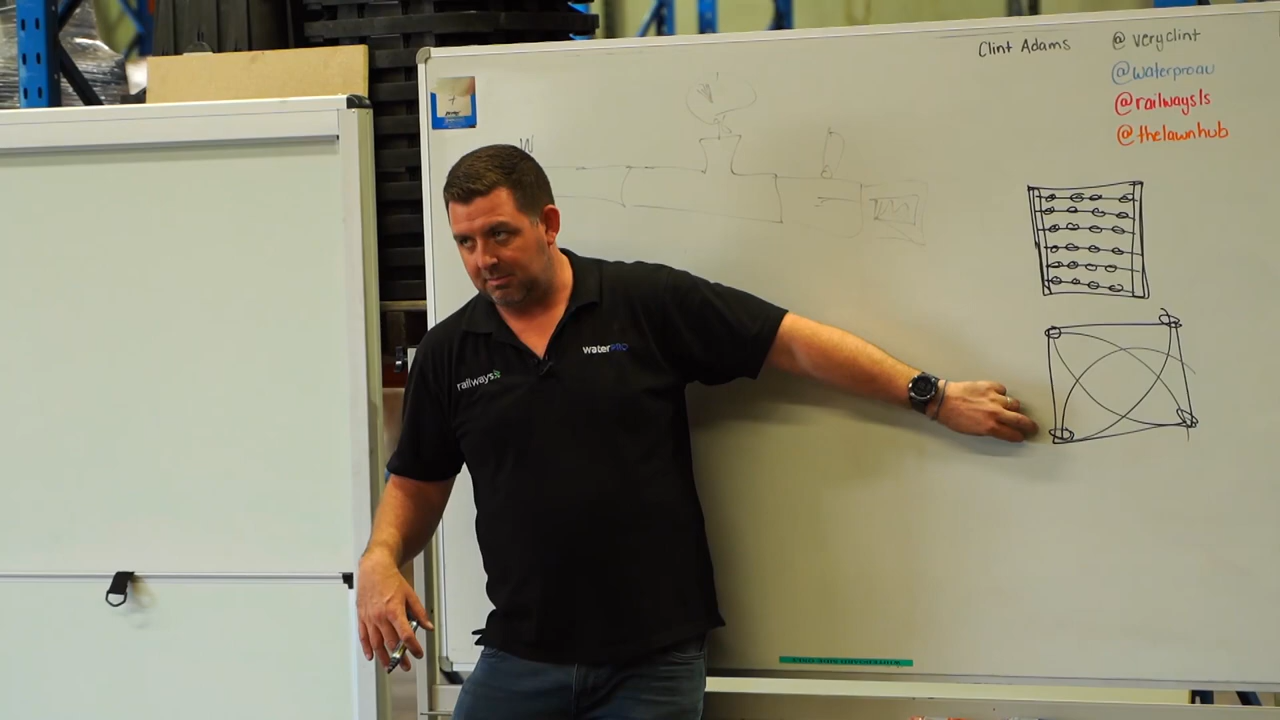 Clint Adams
@veryclint
@waterproau
@railwaysls
@thelawnhub
W
railways
waterPRO